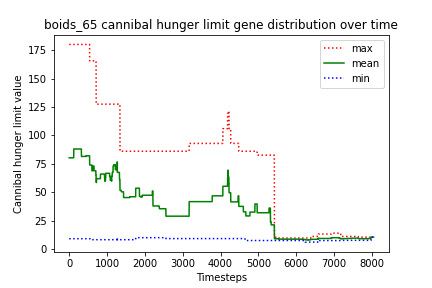 boids_65 cannibal hunger limit gene distribution over time
Cannibal hunger limit value
175
150
125
100
75
50
25
0
max
mean
min
0 1000 2000 3000 4000 5000 6000 7000 8000
Timesteps